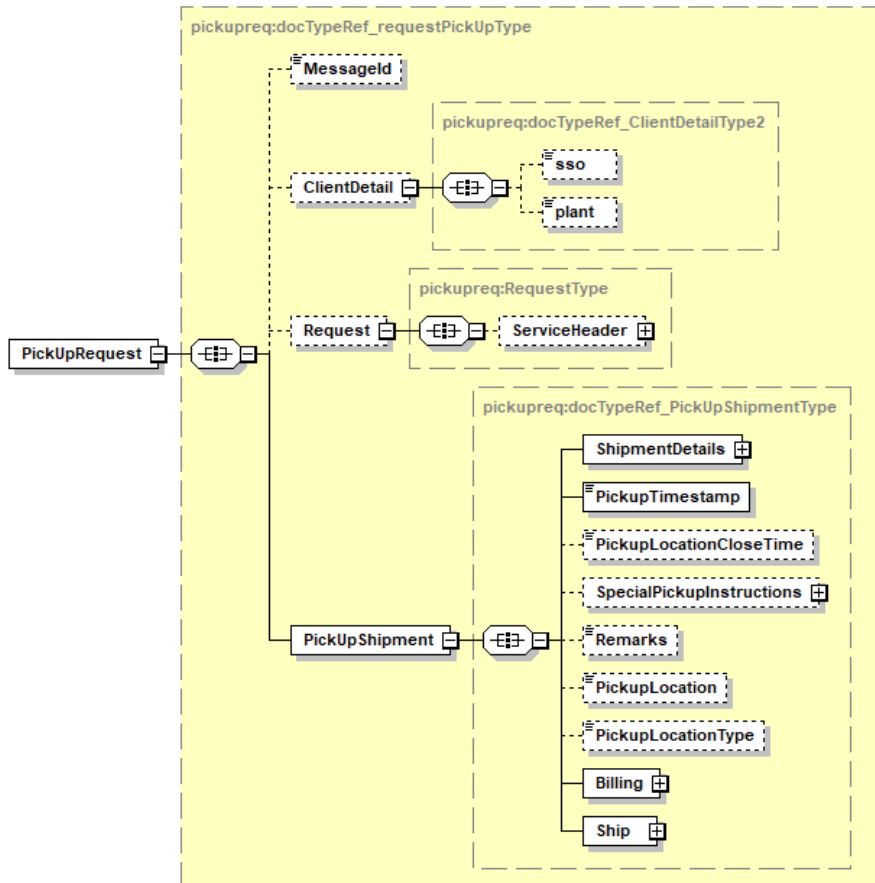 pickupreq:docTypeRef_requestPickUpType
MessageId
pickupreq:docTypeRef_ClientDetailType2
sso
ClientDetail
plant
pickupreq:RequestType
Request
ServiceHeader
PickUpRequest
pickupreq:docTypeRef_PickUpShipmentType
ShipmentDetails
PickupTimestamp
PickupLocationCloseTime
SpecialPickupInstructions
PickUpShipment
Remarks
PickupLocation
PickupLocationType
Billing
Ship